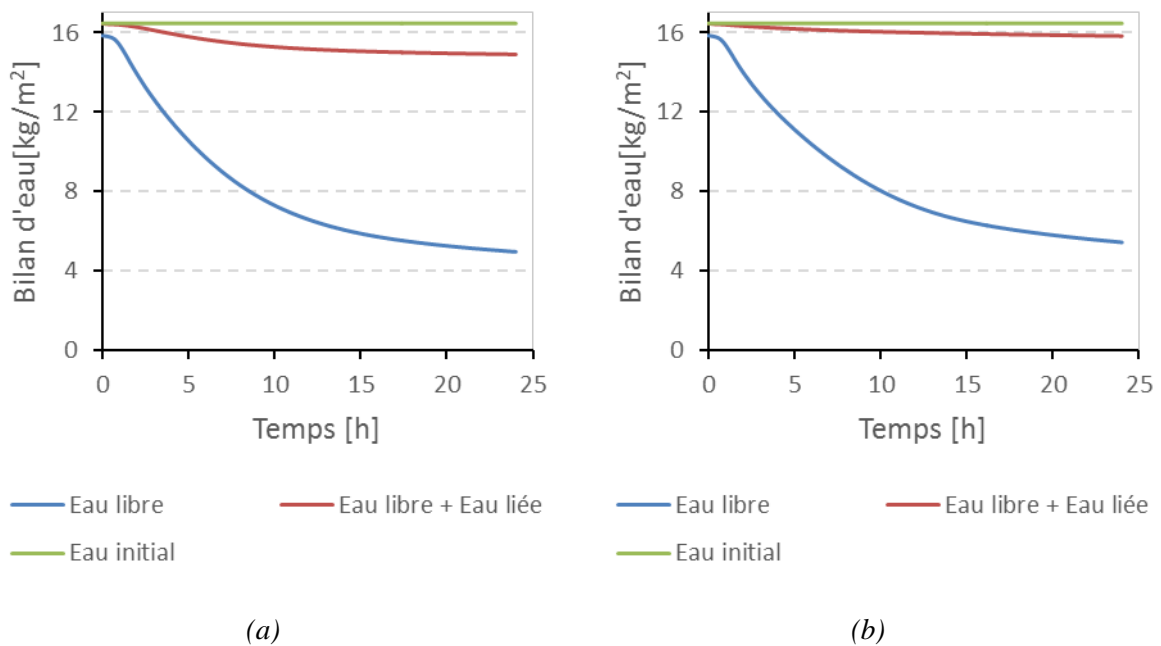 Bilan d'eau[kg/m²]
16
12
8
4
0
0 5 10 15 20 25
Temps [h]
Eau libre Eau libre + Eau liée
Eau initial
(a)
Bilan d'eau[kg/m²]
16
12
8
4
0
0 5 10 15 20 25
Temps [h]
Eau libre Eau libre + Eau liée
Eau initial
(b)